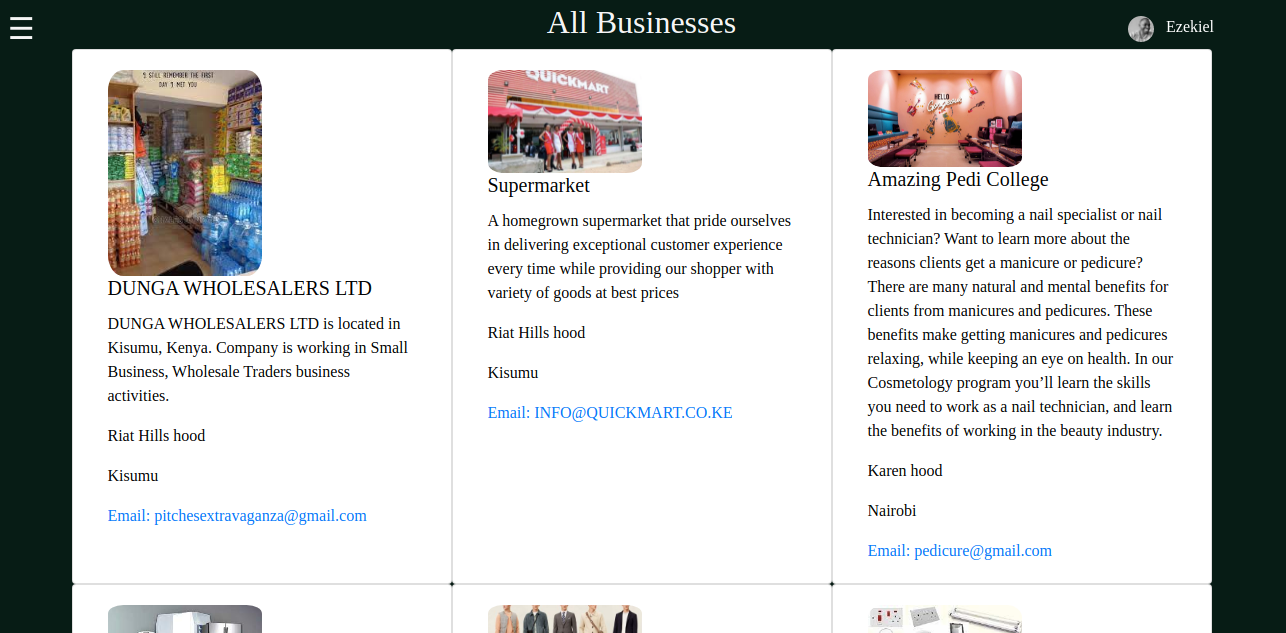 ☰
All Businesses
Ezekiel
I STILL REMEMBER THE FIRST
DAY I MET YOU
DUNGA WHOLESALERS LTD
DUNGA WHOLESALERS LTD is located in
Kisumu, Kenya. Company is working in Small
Business, Wholesale Traders business
activities.
Riat Hills hood
Kisumu
Email: pitchesextravaganza@gmail.com
QUICKMART
Supermarket
A homegrown supermarket that pride ourselves
in delivering exceptional customer experience
every time while providing our shopper with
variety of goods at best prices
Riat Hills hood
Kisumu
Email: INFO@QUICKMART.CO.KE
HELLO
Gorgeous
Amazing Pedi College
Interested in becoming a nail specialist or nail
technician? Want to learn more about the
reasons clients get a manicure or pedicure?
There are many natural and mental benefits for
clients from manicures and pedicures. These
benefits make getting manicures and pedicures
relaxing, while keeping an eye on health. In our
Cosmetology program you’ll learn the skills
you need to work as a nail technician, and learn
the benefits of working in the beauty industry.
Karen hood
Nairobi
Email: pedicure@gmail.com